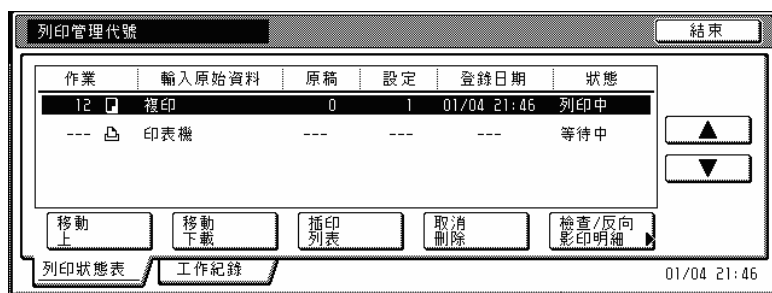 列印管理代號
結束
作業 輸入原始資料 原稿 設定 登錄日期 狀態
12 複印 0 1 01/04 21:46 列印中
--- 印表機 --- --- --- 等待中
移動
上
移動
下載
插印
列表
取消
刪除
檢查/反向
影印明細
列印狀態表
工作紀錄
01/04 21:46